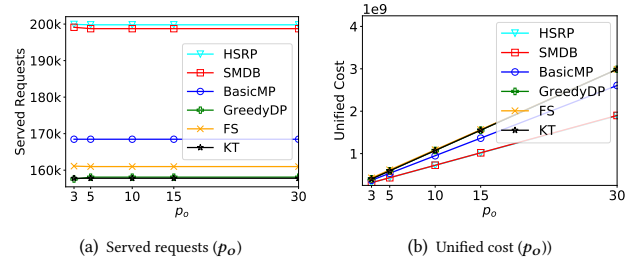 200k
190k
180k
170k
160k
Served Requests
HSRP
SMDB
BasicMP
GreedyDP
FS
KT
3 5 10 15 30
p_o
(a) Served requests (p_o)
1e9
4
3
2
1
Unified Cost
HSRP
SMDB
BasicMP
GreedyDP
FS
KT
3 5 10 15 30
p_o
(b) Unified cost (p_o))